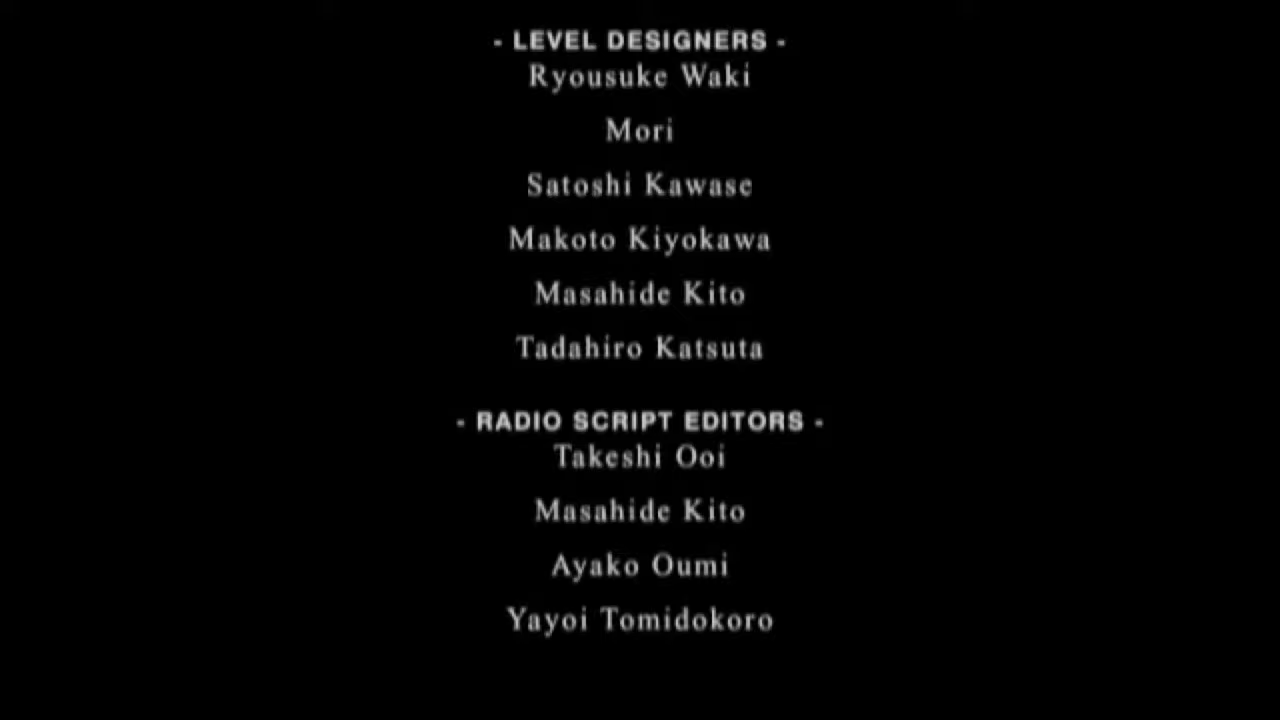 - LEVEL DESIGNERS -
Ryousuke Waki
Mori
Satoshi Kawase
Makoto Kiyokawa
Masahide Kito
Tadahiro Katsuta
- RADIO SCRIPT EDITORS -
Takeshi Ooi
Masahide Kito
Ayako Oumi
Yayoi Tomidokoro